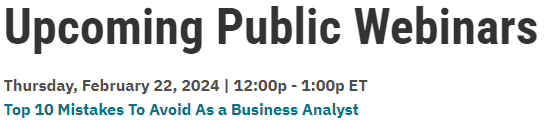 Upcoming Public Webinars
Thursday, February 22, 2024 | 12:00p - 1:00p ET
Top 10 Mistakes To Avoid As a Business Analyst